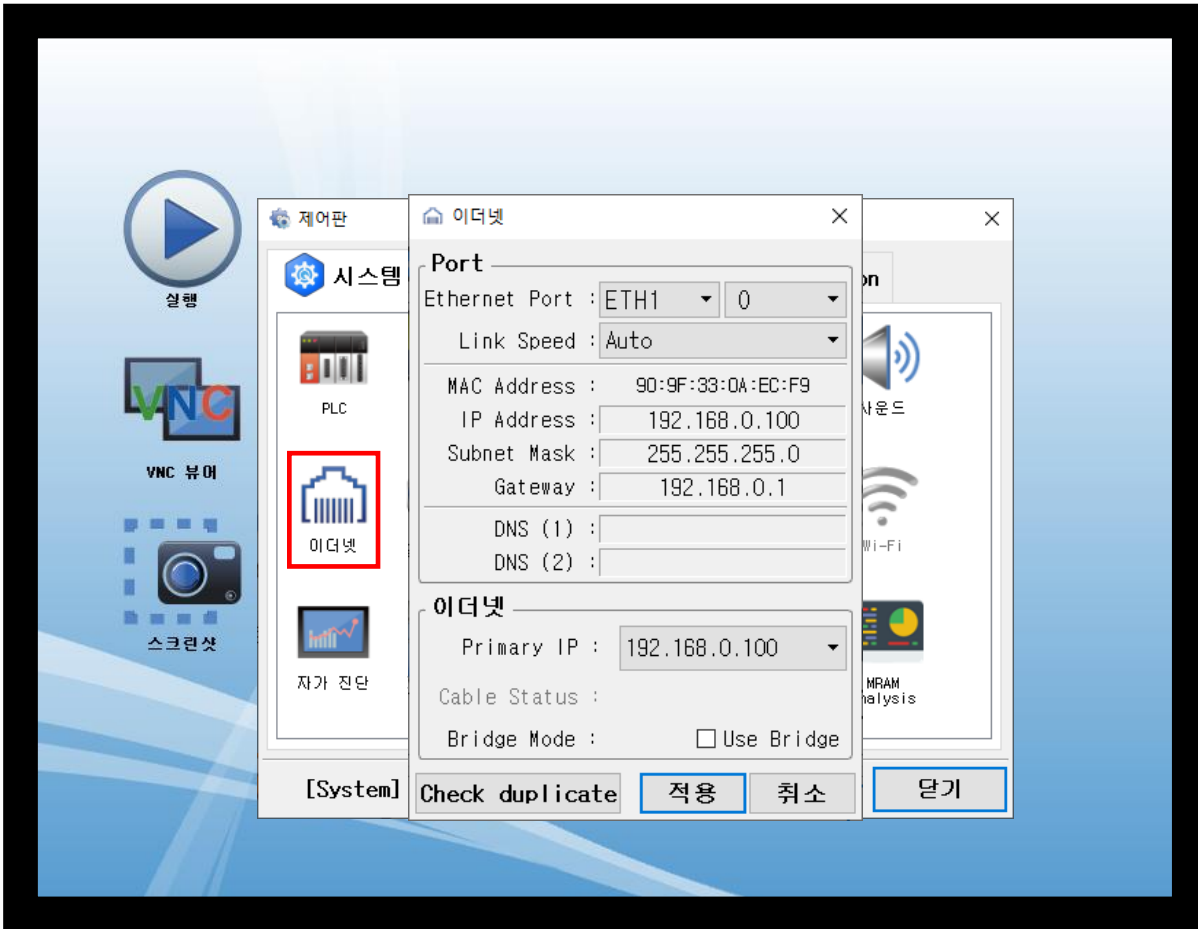 실행
VNC
VNC 뷰어
스크린샷
제어판
시스템
on
PLC
이더넷
자가 진단
사운드
Wi-Fi
MRAM
nalysis
[System]
닫기
이더넷
Port
Ethernet Port : ETH1 0
Link Speed : Auto
MAC Address : 90:9F:33:0A:EC:F9
IP Address : 192.168.0.100
Subnet Mask : 255.255.255.0
Gateway : 192.168.0.1
DNS (1) :
DNS (2) :
이더넷
Primary IP : 192.168.0.100
Cable Status :
Bridge Mode : Use Bridge
Check duplicate 적용 취소